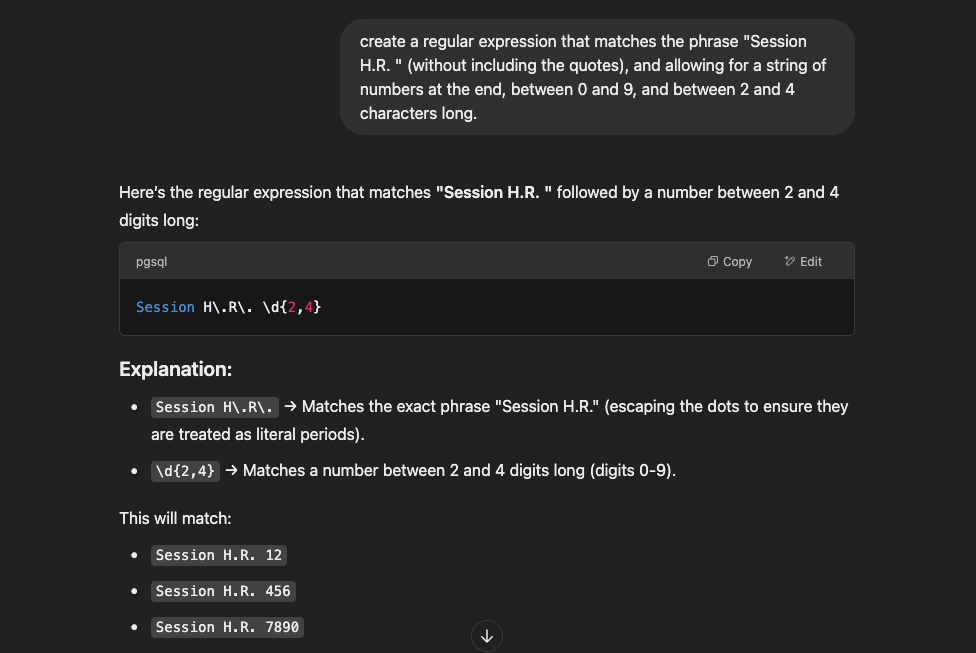 create a regular expression that matches the phrase "Session
H.R. " (without including the quotes), and allowing for a string of
numbers at the end, between 0 and 9, and between 2 and 4
characters long.
Here’s the regular expression that matches "Session H.R. " followed by a number between 2 and 4
digits long:
pgsql Copy Edit
Session H\.R\. \d{2,4}
Explanation:
• Session H\.R\. → Matches the exact phrase "Session H.R." (escaping the dots to ensure they
are treated as literal periods).
• \d{2,4} → Matches a number between 2 and 4 digits long (digits 0-9).
This will match:
• Session H.R. 12
• Session H.R. 456
• Session H.R. 7890